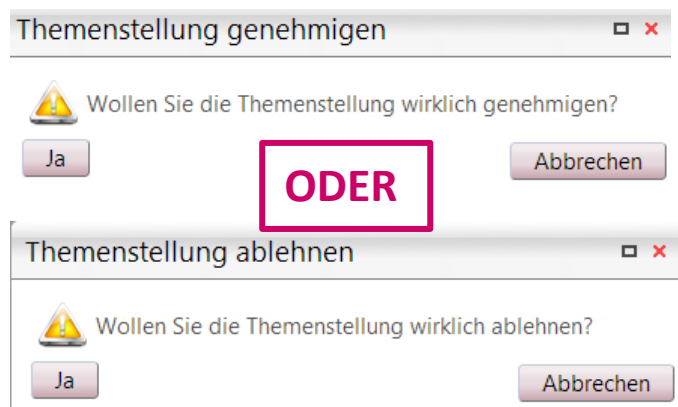 Themenstellung genehmigen
Wollen Sie die Themenstellung wirklich genehmigen?
Ja
Abbrechen
ODER
Themenstellung ablehnen
Wollen Sie die Themenstellung wirklich ablehnen?
Ja
Abbrechen